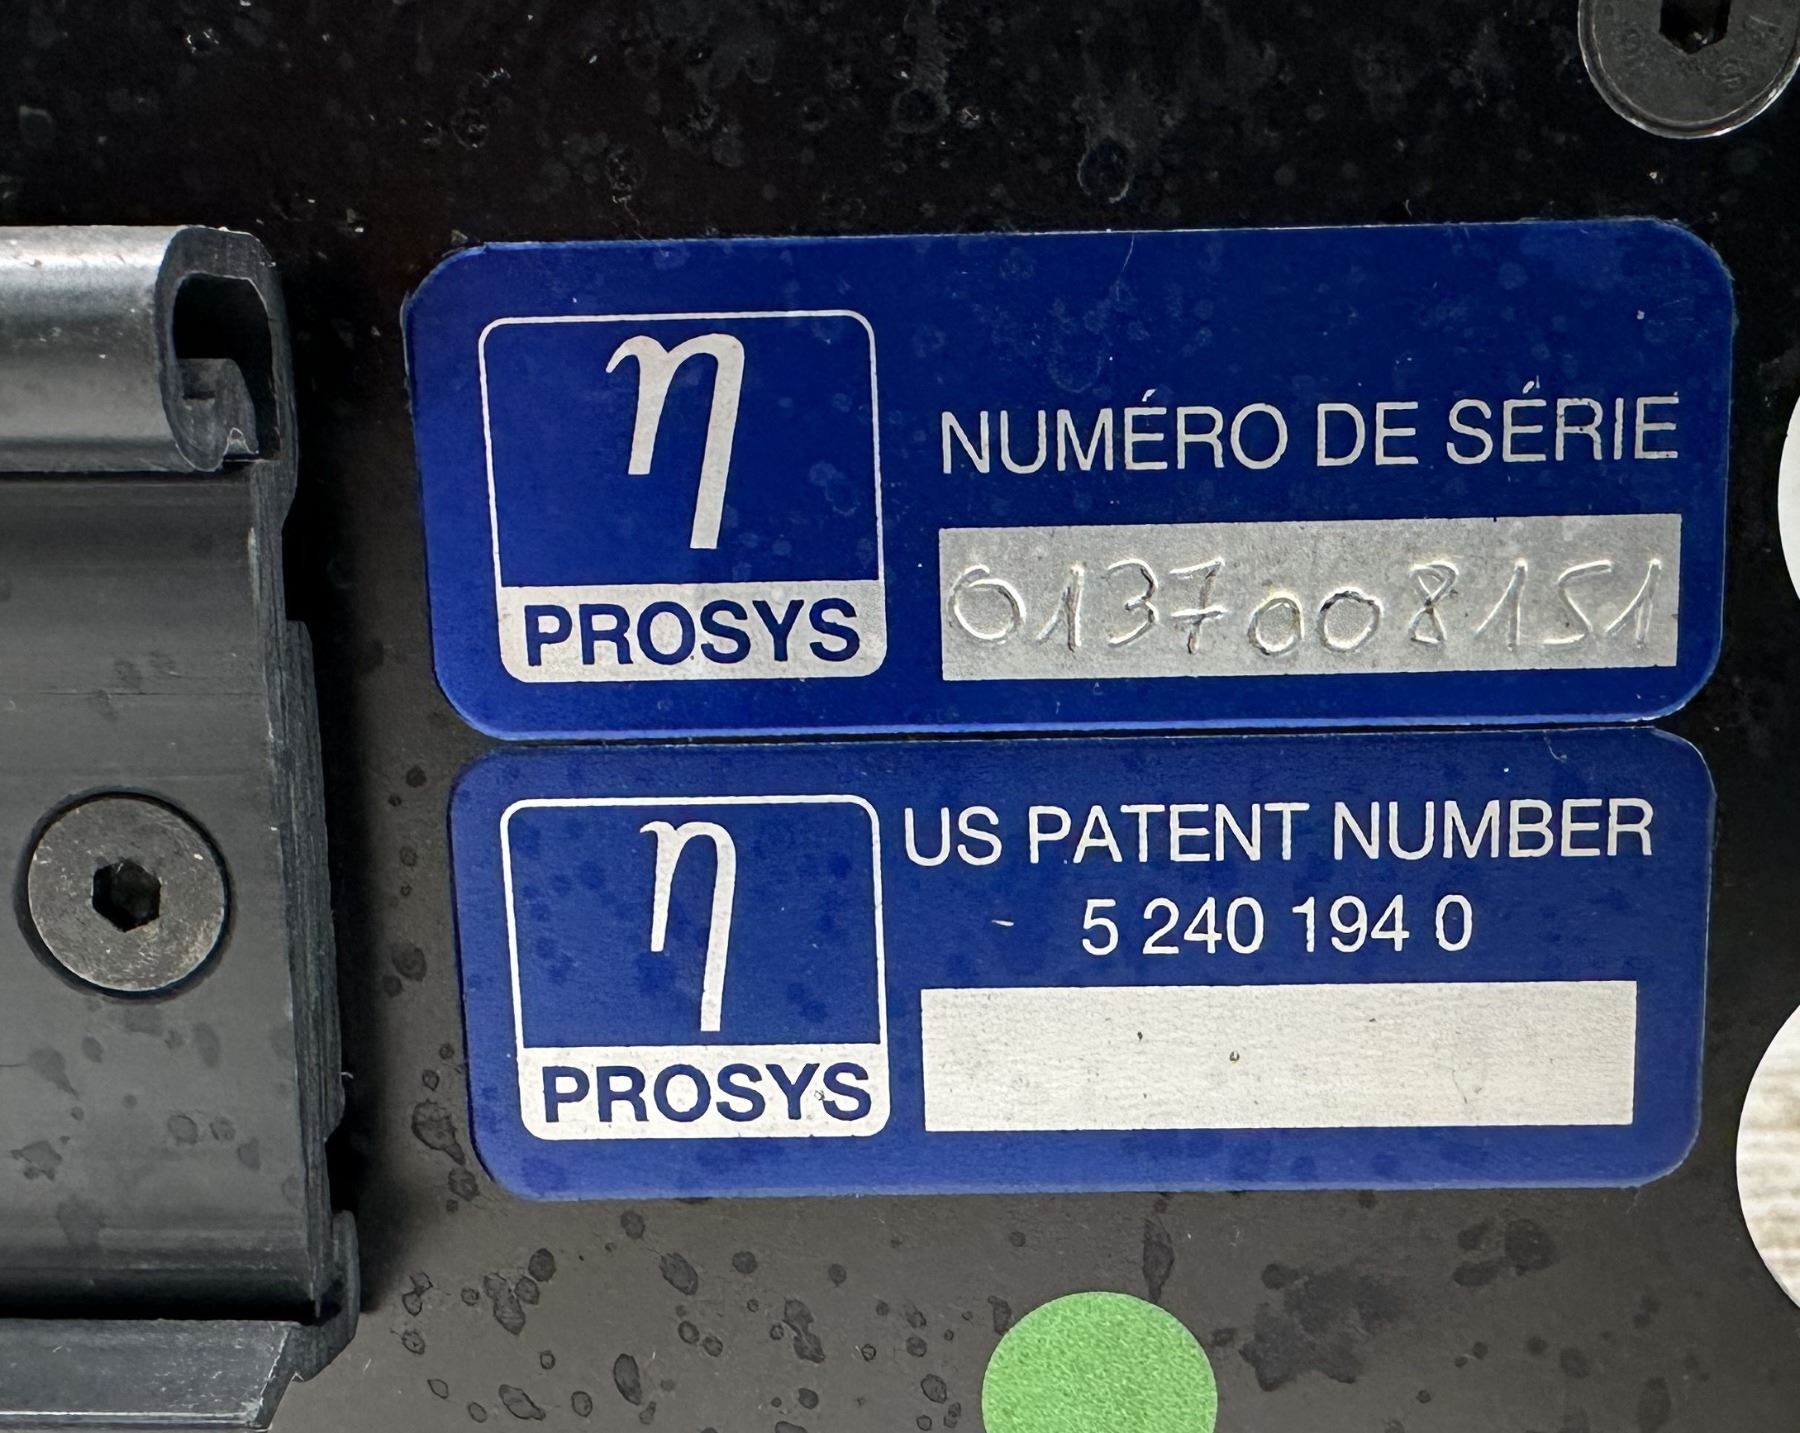 η
PROSYS
NUMÉRO DE SÉRIE
0137008151
η
PROSYS
US PATENT NUMBER
5 240 194 0